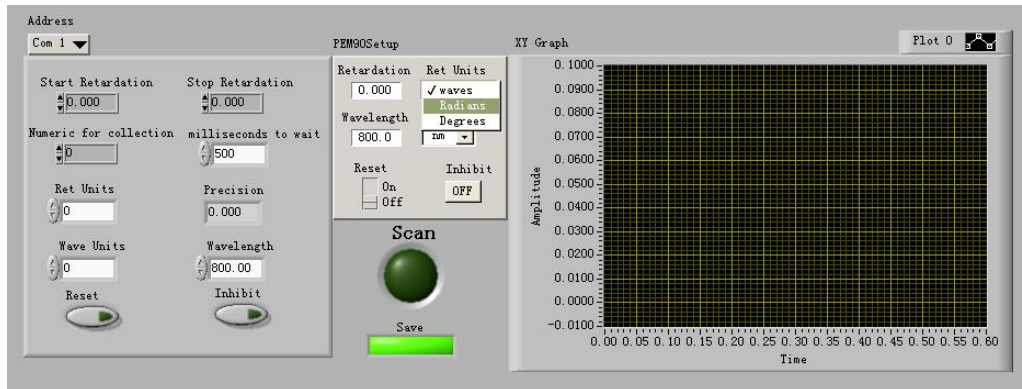 Address
Com 1
Start Retardation Stop Retardation
0.000 0.000
Numeric for collection milliseconds to wait
0 500
Ret Units Precision
0 0.000
Wave Units Wavelength
0 800.00
Reset Inhibit
PEM90Setup
Retardation Ret Units
0.000 ✓ waves
Radians
Wavelength Degrees
800.0 nm
Reset Inhibit
On OFF
Off
Scan
Save
XY Graph Plot 0
0.1000
0.0900
0.0800
0.0700
0.0600
0.0500
0.0400
0.0300
0.0200
0.0100
0.0000
-0.0100
Amplitude
0.00 0.05 0.10 0.15 0.20 0.25 0.30 0.35 0.40 0.45 0.50 0.55 0.60
Time